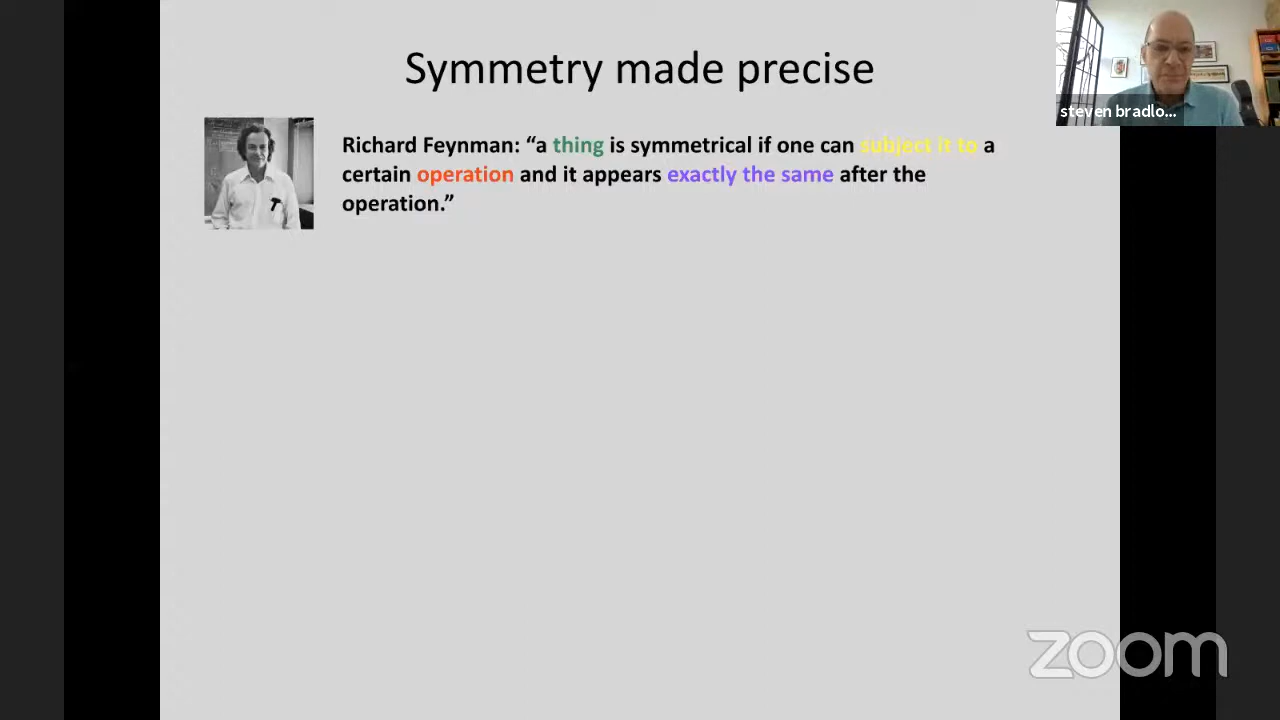 Symmetry made precise
steven bradlo...
Richard Feynman: “a thing is symmetrical if one can subject it to a
certain operation and it appears exactly the same after the
operation.”
zoom